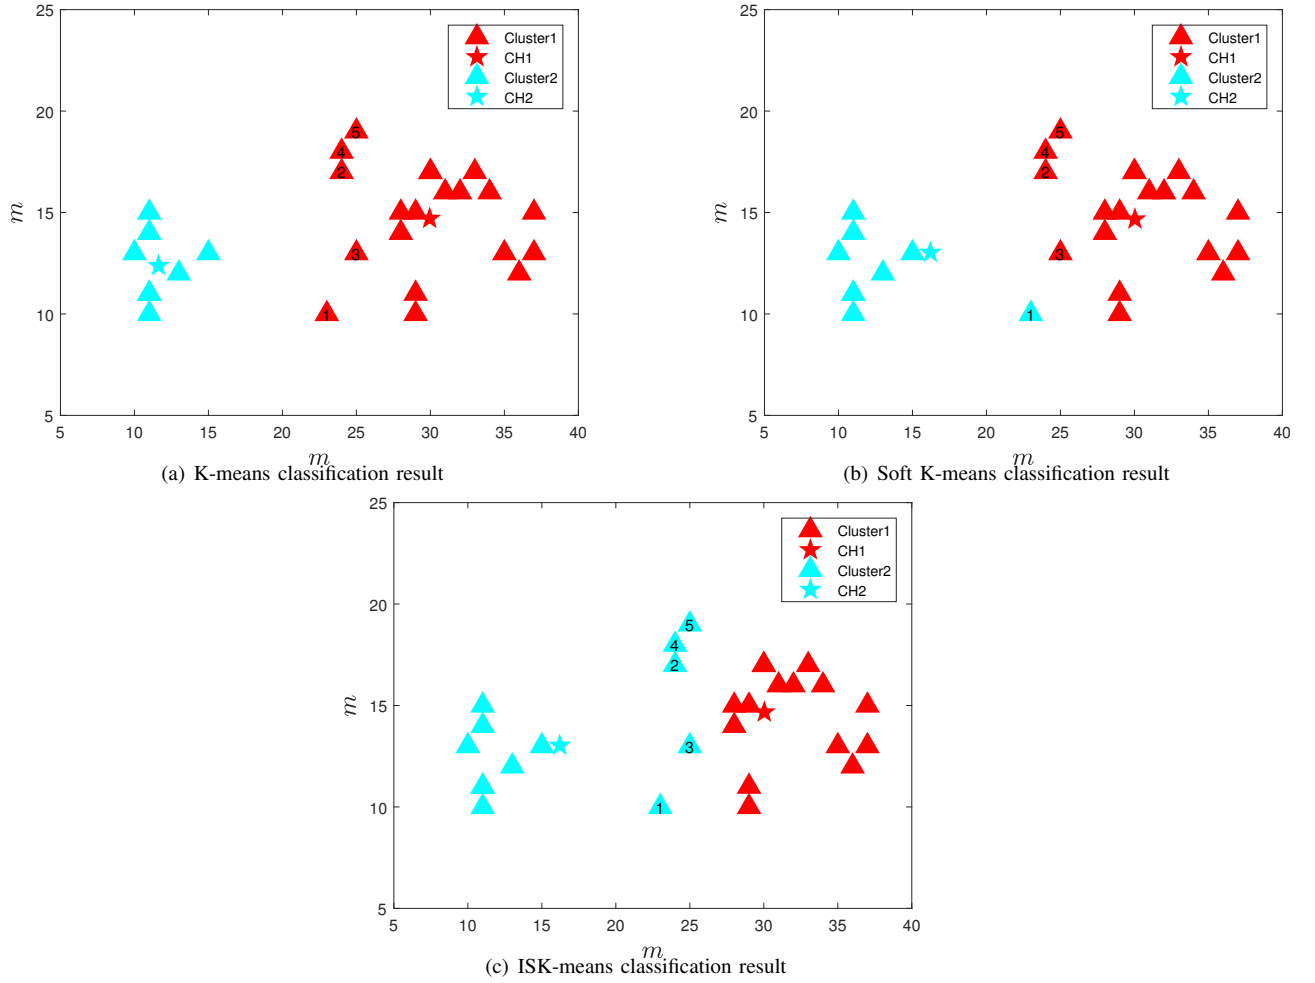 25
20
15
10
5
m
5
4
2
3
1
Cluster1
CH1
Cluster2
CH2
5 10 15 20 25 30 35 40
m
(a) K-means classification result
25
20
15
10
5
m
5
4
2
3
1
Cluster1
CH1
Cluster2
CH2
5 10 15 20 25 30 35 40
m
(b) Soft K-means classification result
25
20
15
10
5
m
5
4
2
3
1
Cluster1
CH1
Cluster2
CH2
5 10 15 20 25 30 35 40
m
(c) ISK-means classification result